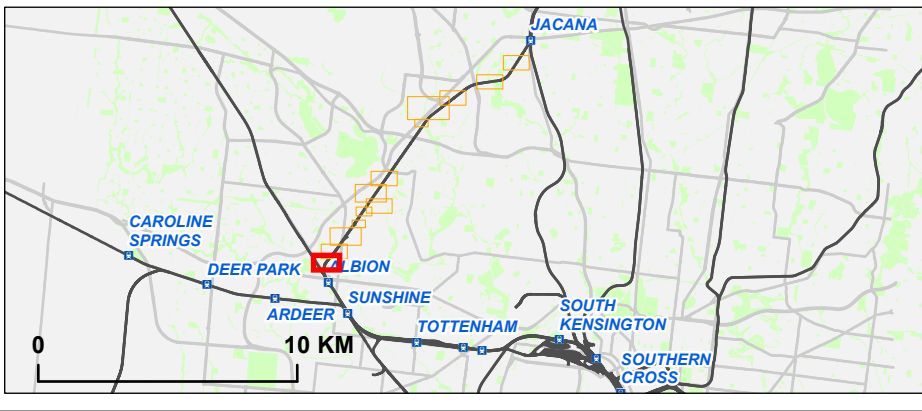 JACANA
CAROLINE
SPRINGS
DEER PARK
ALBION
ARDEER
SUNSHINE
TOTTENHAM
SOUTH
KENSINGTON
SOUTHERN
CROSS
0
10 KM